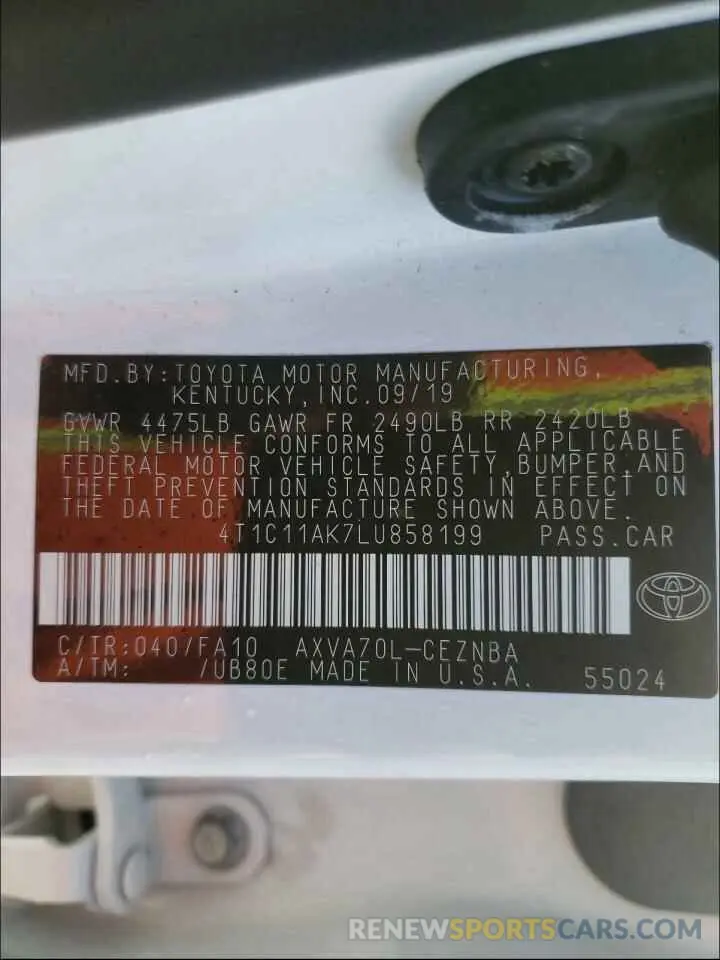 MFD.BY:TOYOTA MOTOR MANUFACTURING,
KENTUCKY,INC.09/19
GVWR 4475LB GAWR FR 2490LB RR 2420LB
THIS VEHICLE CONFORMS TO ALL APPLICABLE
FEDERAL MOTOR VEHICLE SAFETY,BUMPER,AND
THEFT PREVENTION STANDARDS IN EFFECT ON
THE DATE OF MANUFACTURE SHOWN ABOVE.
4T1C11AK7LU858199 PASS.CAR
C/TR:040/FA10 AXVA70L-CEZNBA
A/TM: /UB80E MADE IN U.S.A. 55024
RENEWSPORTSCARS.COM